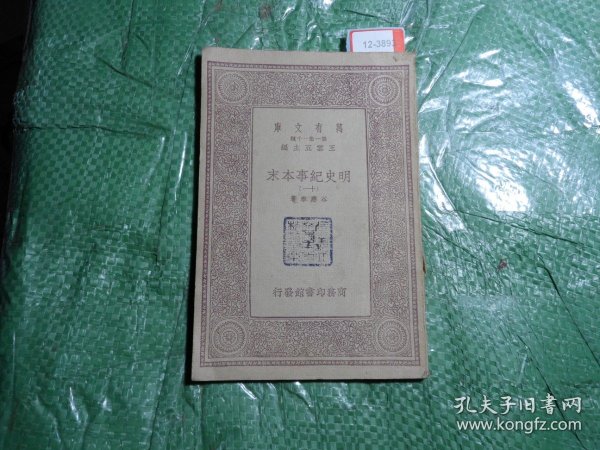 12-3893
庫文有萬
第一集一千種
王雲五主編
末本事紀史明
(一十)
谷應泰著
行發館書印務商
孔夫子旧书网
www.kongfz.com